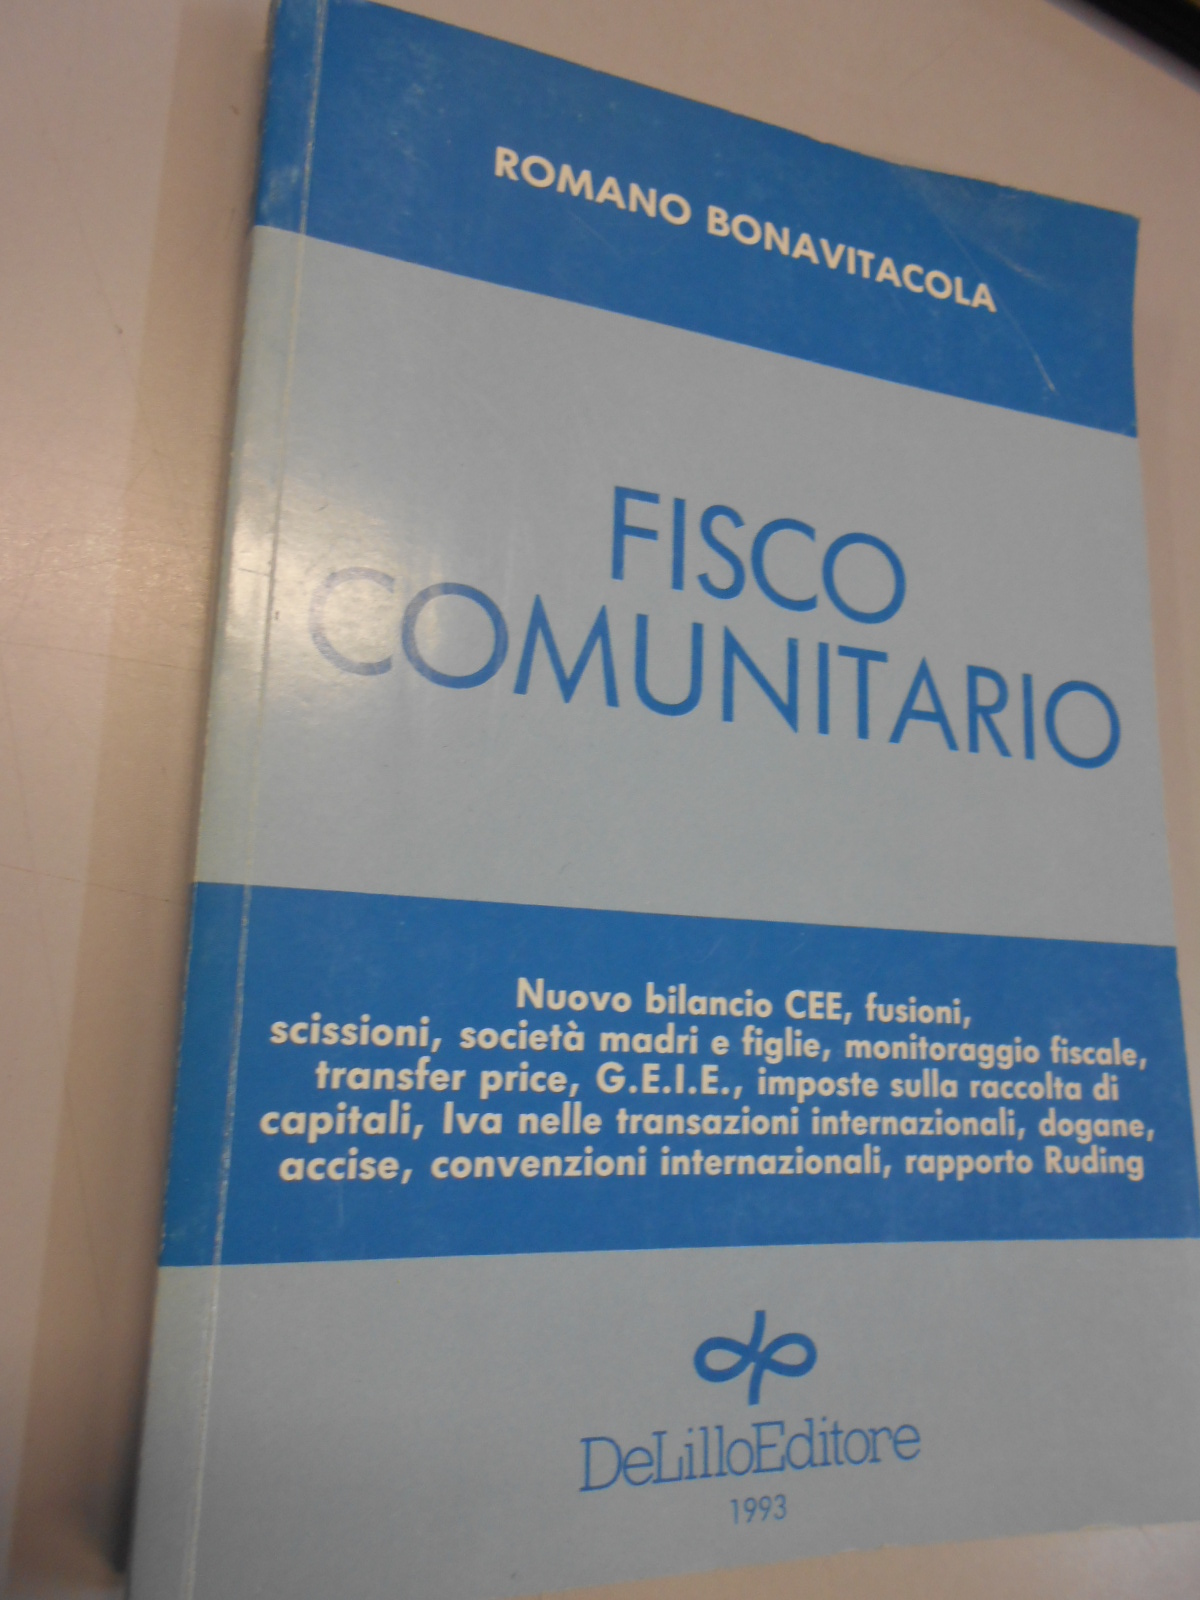 ROMANO BONAVITACOLA
FISCO
COMUNITARIO
Nuovo bilancio CEE, fusioni,
scissioni, società madri e figlie, monitoraggio fiscale,
transfer price, G.E.I.E., imposte sulla raccolta di
capitali, Iva nelle transazioni internazionali, dogane,
accise, convenzioni internazionali, rapporto Ruding
DeLilloEditore
1993